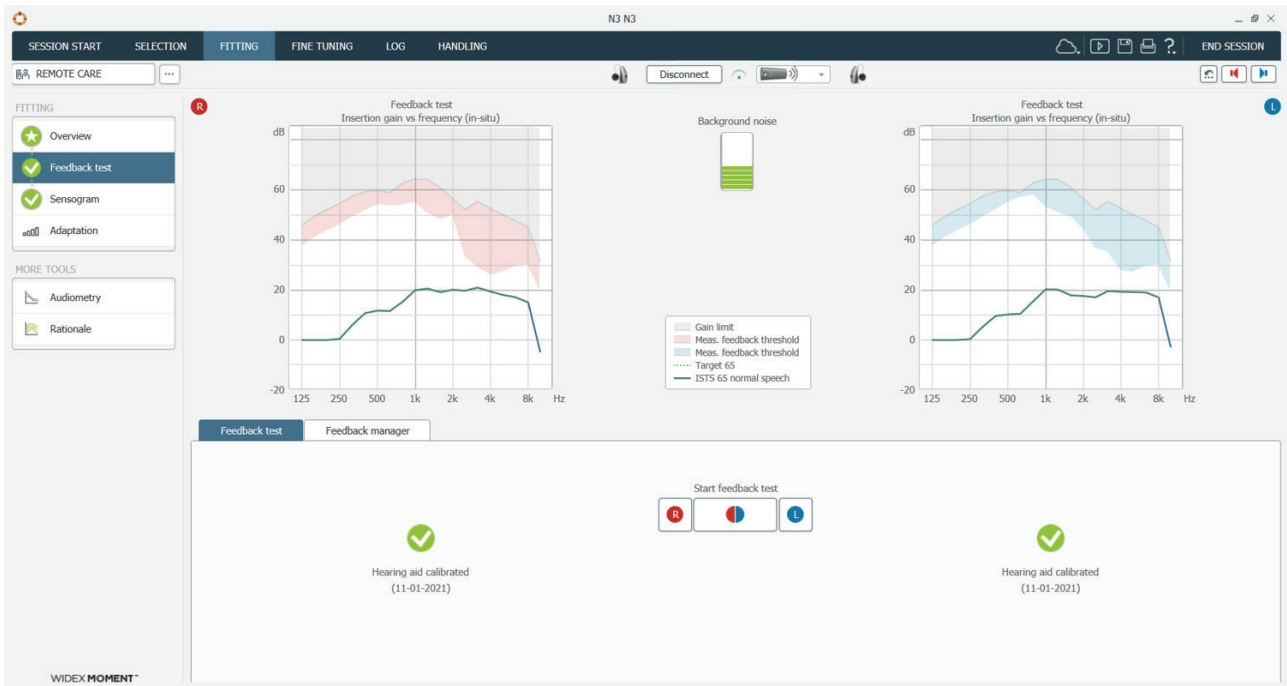 N3 N3
SESSION START SELECTION FITTING FINE TUNING LOG HANDLING ? END SESSION
REMOTE CARE ... Disconnect
FITTING
Overview
Feedback test
Sensogram
Adaptation
MORE TOOLS
Audiometry
Rationale
R
Feedback test
Insertion gain vs frequency (in-situ)
dB
60
40
20
0
-20
125 250 500 1k 2k 4k 8k Hz
Background noise
Gain limit
Meas. feedback threshold
Meas. feedback threshold
Target 65
ISTS 65 normal speech
Feedback test
Insertion gain vs frequency (in-situ)
L
dB
60
40
20
0
-20
125 250 500 1k 2k 4k 8k Hz
Feedback test Feedback manager
Start feedback test
R L
Hearing aid calibrated
(11-01-2021)
Hearing aid calibrated
(11-01-2021)
WIDEX MOMENT™